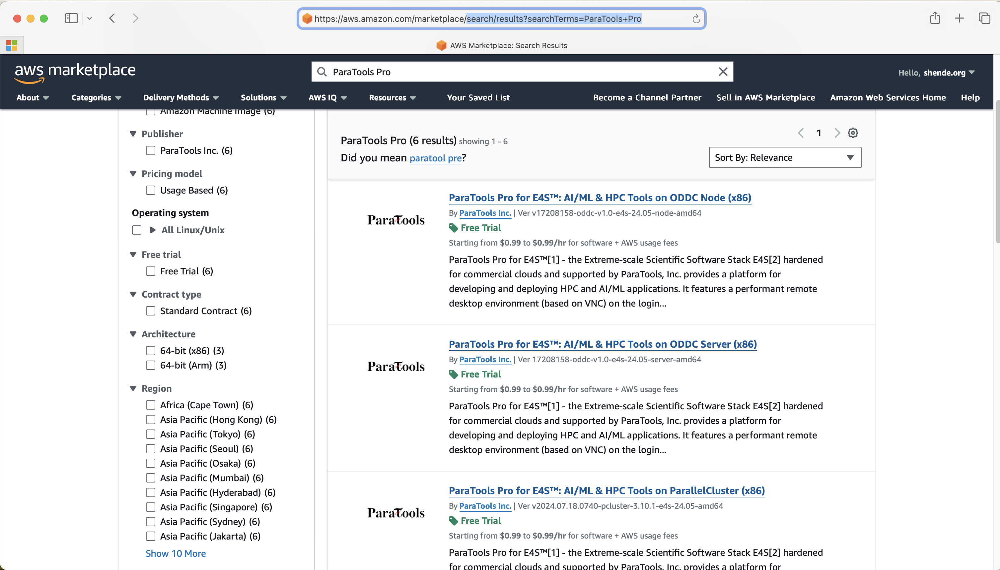 https://aws.amazon.com/marketplace/search/results?searchTerms=ParaTools+Pro
AWS Marketplace: Search Results
aws marketplace
ParaTools Pro
Hello, shende.org
About
Categories
Delivery Methods
Solutions
AWS IQ
Resources
Your Saved List
Become a Channel Partner
Sell in AWS Marketplace
Amazon Web Services Home
Help
Amazon Machine Image (6)
Publisher
ParaTools Inc. (6)
Pricing model
Usage Based (6)
Operating system
All Linux/Unix
Free trial
Free Trial (6)
Contract type
Standard Contract (6)
Architecture
64-bit (x86) (3)
64-bit (Arm) (3)
Region
Africa (Cape Town) (6)
Asia Pacific (Hong Kong) (6)
Asia Pacific (Tokyo) (6)
Asia Pacific (Seoul) (6)
Asia Pacific (Osaka) (6)
Asia Pacific (Mumbai) (6)
Asia Pacific (Hyderabad) (6)
Asia Pacific (Singapore) (6)
Asia Pacific (Sydney) (6)
Asia Pacific (Jakarta) (6)
Show 10 More
ParaTools Pro (6 results) showing 1 - 6
Did you mean paratool pre?
1
Sort By: Relevance
ParaTools
ParaTools Pro for E4S™: AI/ML & HPC Tools on ODDC Node (x86)
By ParaTools Inc. | Ver v17208158-oddc-v1.0-e4s-24.05-node-amd64
Free Trial
Starting from $0.99 to $0.99/hr for software + AWS usage fees
ParaTools Pro for E4S™[1] - the Extreme-scale Scientific Software Stack E4S[2] hardened
for commercial clouds and supported by ParaTools, Inc. provides a platform for
developing and deploying HPC and AI/ML applications. It features a performant remote
desktop environment (based on VNC) on the login...
ParaTools
ParaTools Pro for E4S™: AI/ML & HPC Tools on ODDC Server (x86)
By ParaTools Inc. | Ver 17208158-oddc-v1.0-e4s-24.05-server-amd64
Free Trial
Starting from $0.99 to $0.99/hr for software + AWS usage fees
ParaTools Pro for E4S™[1] - the Extreme-scale Scientific Software Stack E4S[2] hardened
for commercial clouds and supported by ParaTools, Inc. provides a platform for
developing and deploying HPC and AI/ML applications. It features a performant remote
desktop environment (based on VNC) on the login...
ParaTools
ParaTools Pro for E4S™: AI/ML & HPC Tools on ParallelCluster (x86)
By ParaTools Inc. | Ver v2024.07.18.0740-pcluster-3.10.1-e4s-24.05-amd64
Free Trial
Starting from $0.99 to $0.99/hr for software + AWS usage fees
ParaTools Pro for E4S™[1] - the Extreme-scale Scientific Software Stack E4S[2] hardened
for commercial clouds and supported by ParaTools, Inc. provides a platform for